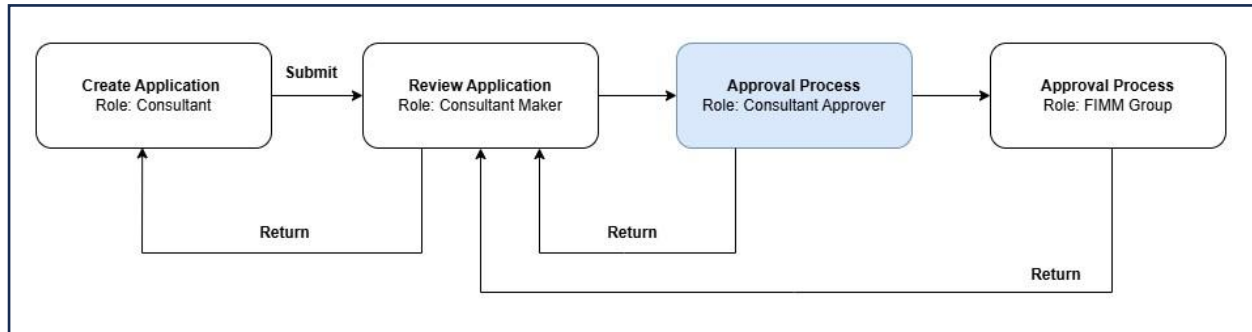 Create Application
Role: Consultant
Submit
Review Application
Role: Consultant Maker
Approval Process
Role: Consultant Approver
Approval Process
Role: FIMM Group
Return
Return
Return